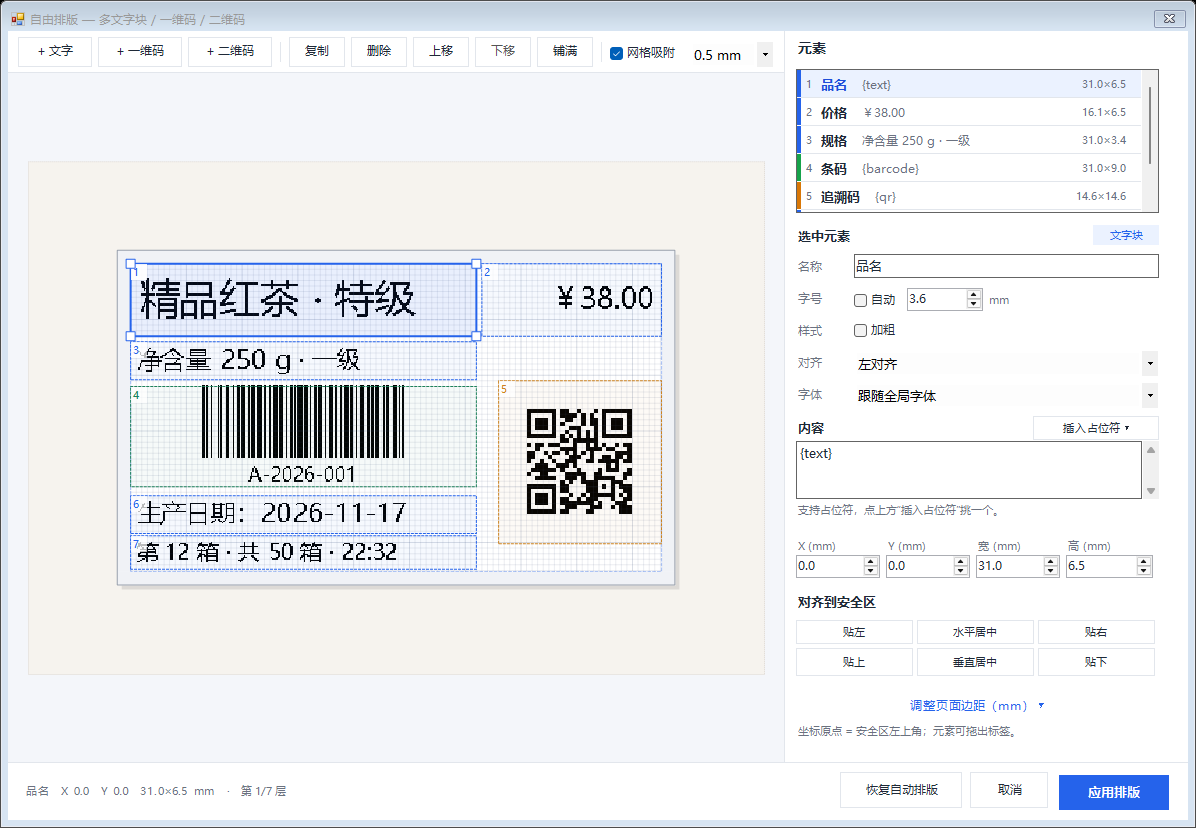 自由排版 — 多文字块 / 一维码 / 二维码
+ 文字 + 一维码 + 二维码 复制 删除 上移 下移 铺满 网格吸附 0.5 mm
1 精品红茶 · 特级
2 ¥38.00
3 净含量 250 g · 一级
4
A-2026-001
5
6 生产日期: 2026-11-17
7 第 12 箱 · 共 50 箱 · 22:32
元素
1 品名 {text} 31.0×6.5
2 价格 ¥38.00 16.1×6.5
3 规格 净含量 250 g · 一级 31.0×3.4
4 条码 {barcode} 31.0×9.0
5 追溯码 {qr} 14.6×14.6
选中元素 文字块
名称 品名
字号 自动 3.6 mm
样式 加粗
对齐 左对齐
字体 跟随全局字体
内容 插入占位符 ▾
{text}
支持占位符，点上方"插入占位符"挑一个。
X (mm) Y (mm) 宽 (mm) 高 (mm)
0.0 0.0 31.0 6.5
对齐到安全区
贴左 水平居中 贴右
贴上 垂直居中 贴下
调整页面边距（mm） ▾
坐标原点 = 安全区左上角；元素可拖出标签。
品名 X 0.0 Y 0.0 31.0×6.5 mm · 第 1/7 层
恢复自动排版 取消 应用排版